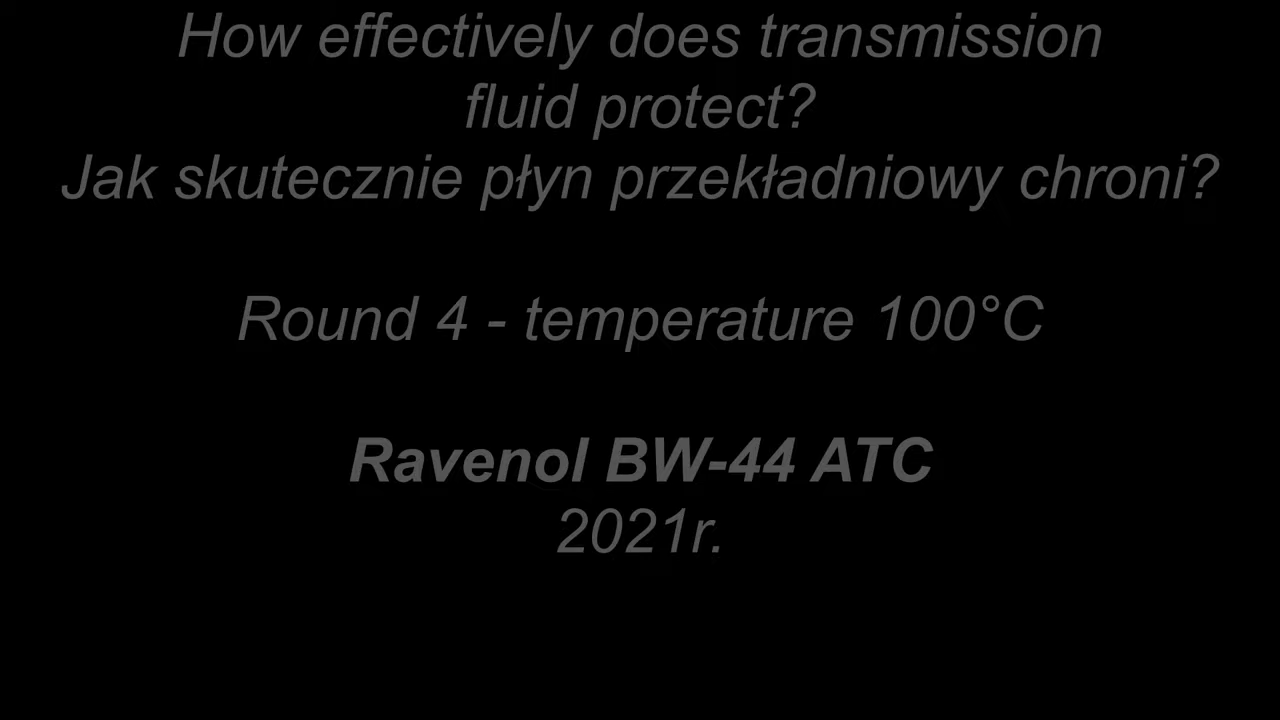 How effectively does transmission
fluid protect?
Jak skutecznie płyn przekładniowy chroni?
Round 4 - temperature 100°C
Ravenol BW-44 ATC
2021r.